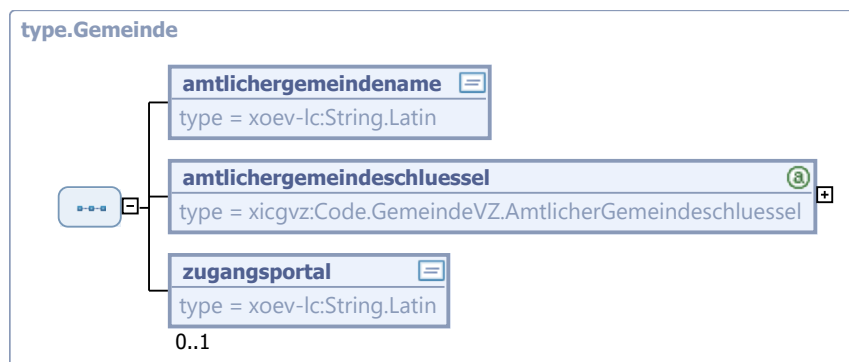 type.Gemeinde
amtlichergemeindename
type = xoev-lc:String.Latin
amtlichergemeindeschluessel
type = xicgvz:Code.GemeindeVZ.AmtlicherGemeindeschluessel
zugangsportal
type = xoev-lc:String.Latin
0..1